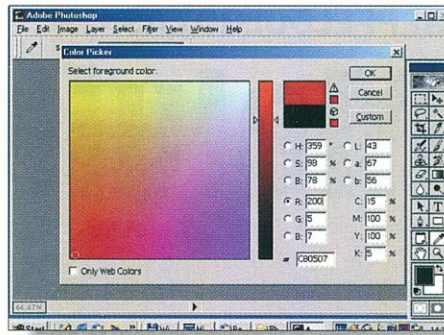 Adobe Photoshop
File Edit Image Layer Select Filter View Window Help
Color Picker
Select foreground color:
OK
Cancel
Custom
H: 359 °
S: 98 %
B: 78 %
R: 200
G: 5
B: 7
# C80507
L: 43
a: 67
b: 56
C: 15 %
M: 100 %
Y: 100 %
K: 5 %
Only Web Colors
66.67%
Start